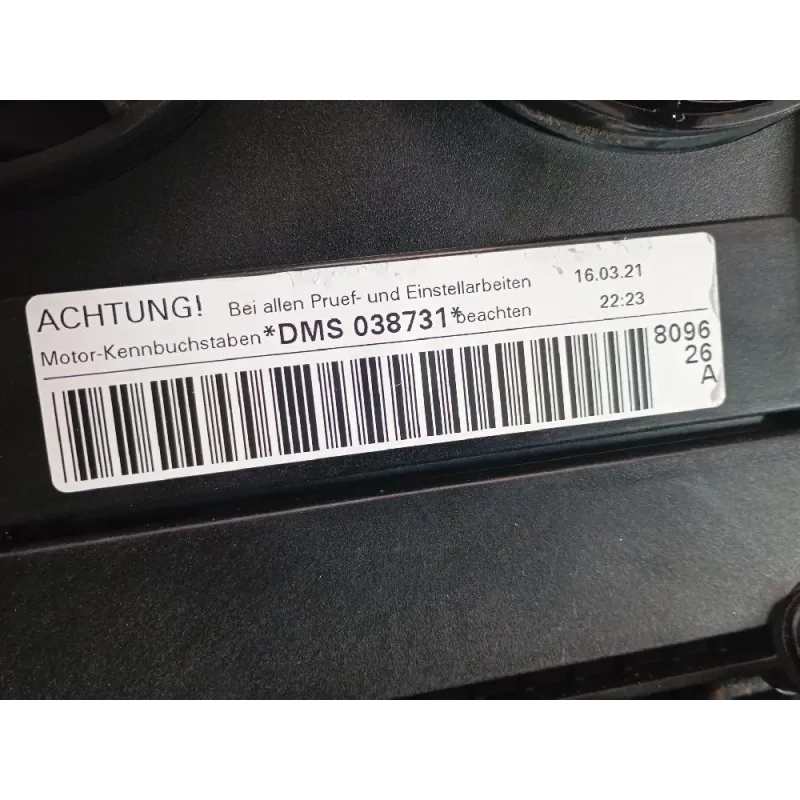 ACHTUNG! Bei allen Pruef- und Einstellarbeiten 16.03.21
Motor-Kennbuchstaben *DMS 038731* beachten 22:23
8096
26
A